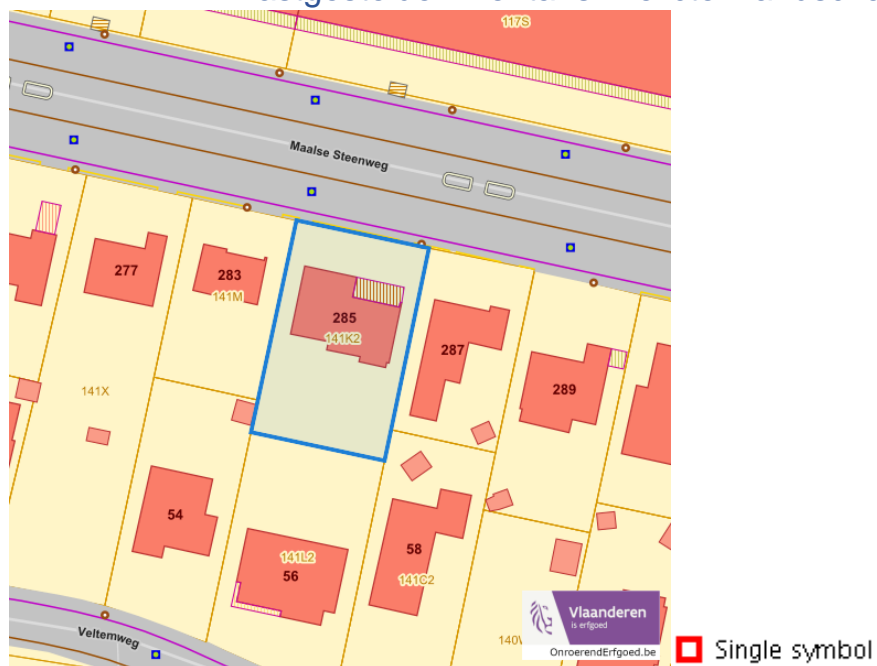 117S
Maalse Steenweg
277
283
141M
285
141K2
287
289
141X
54
141L2
56
58
141C2
Veltemweg
Vlaanderen
is erfgoed
OnroerendErfgoed.be
Single symbol